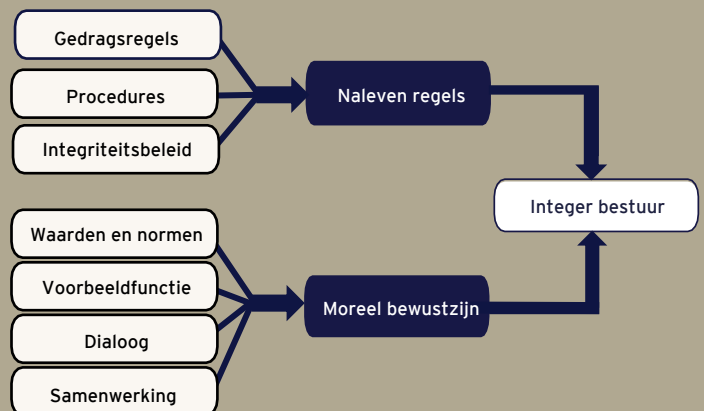 Gedragsregels
Procedures
Integriteitsbeleid
Naleven regels
Integer bestuur
Waarden en normen
Voorbeeldfunctie
Dialoog
Samenwerking
Moreel bewustzijn